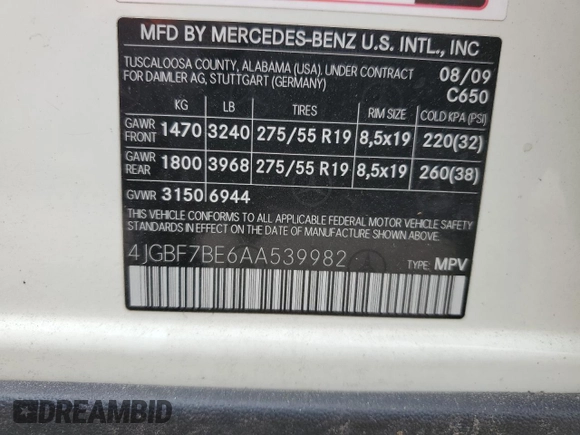 MFD BY MERCEDES-BENZ U.S. INTL., INC
TUSCALOOSA COUNTY, ALABAMA (USA), UNDER CONTRACT 08/09
FOR DAIMLER AG, STUTTGART (GERMANY) C650
KG LB TIRES RIM SIZE COLD KPA (PSI)
GAWR FRONT 1470 3240 275/55 R19 8,5x19 220(32)
GAWR REAR 1800 3968 275/55 R19 8,5x19 260(38)
GVWR 3150 6944
THIS VEHICLE CONFORMS TO ALL APPLICABLE FEDERAL MOTOR VEHICLE SAFETY
STANDARDS IN EFFECT ON THE DATE OF MANUFACTURE SHOWN ABOVE.
4JGBF7BE6AA539982 TYPE: MPV
DREAMBID